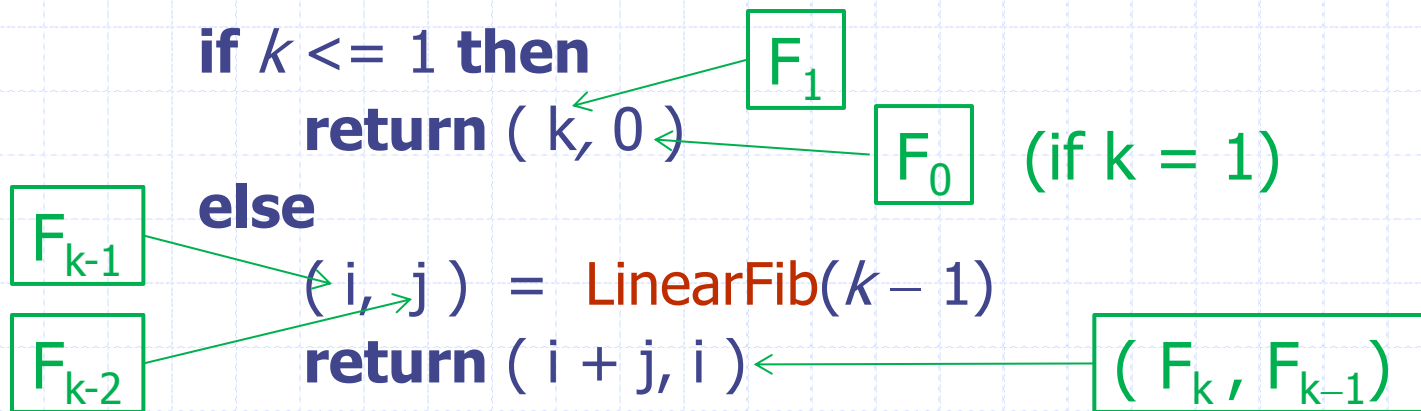 if k <= 1 then
F₁
return ( k, 0 )
F₀ (if k = 1)
else
Fₖ₋₁
( i, j ) = LinearFib(k – 1)
Fₖ₋₂
return ( i + j, i )
( Fₖ , Fₖ₋₁)